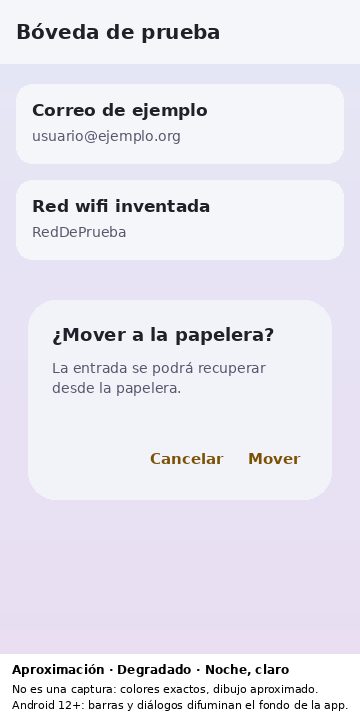 Bóveda de prueba
Correo de ejemplo
usuario@ejemplo.org
Red wifi inventada
RedDePrueba
¿Mover a la papelera?
La entrada se podrá recuperar
desde la papelera.
Cancelar Mover
Aproximación · Degradado · Noche, claro
No es una captura: colores exactos, dibujo aproximado.
Android 12+: barras y diálogos difuminan el fondo de la app.